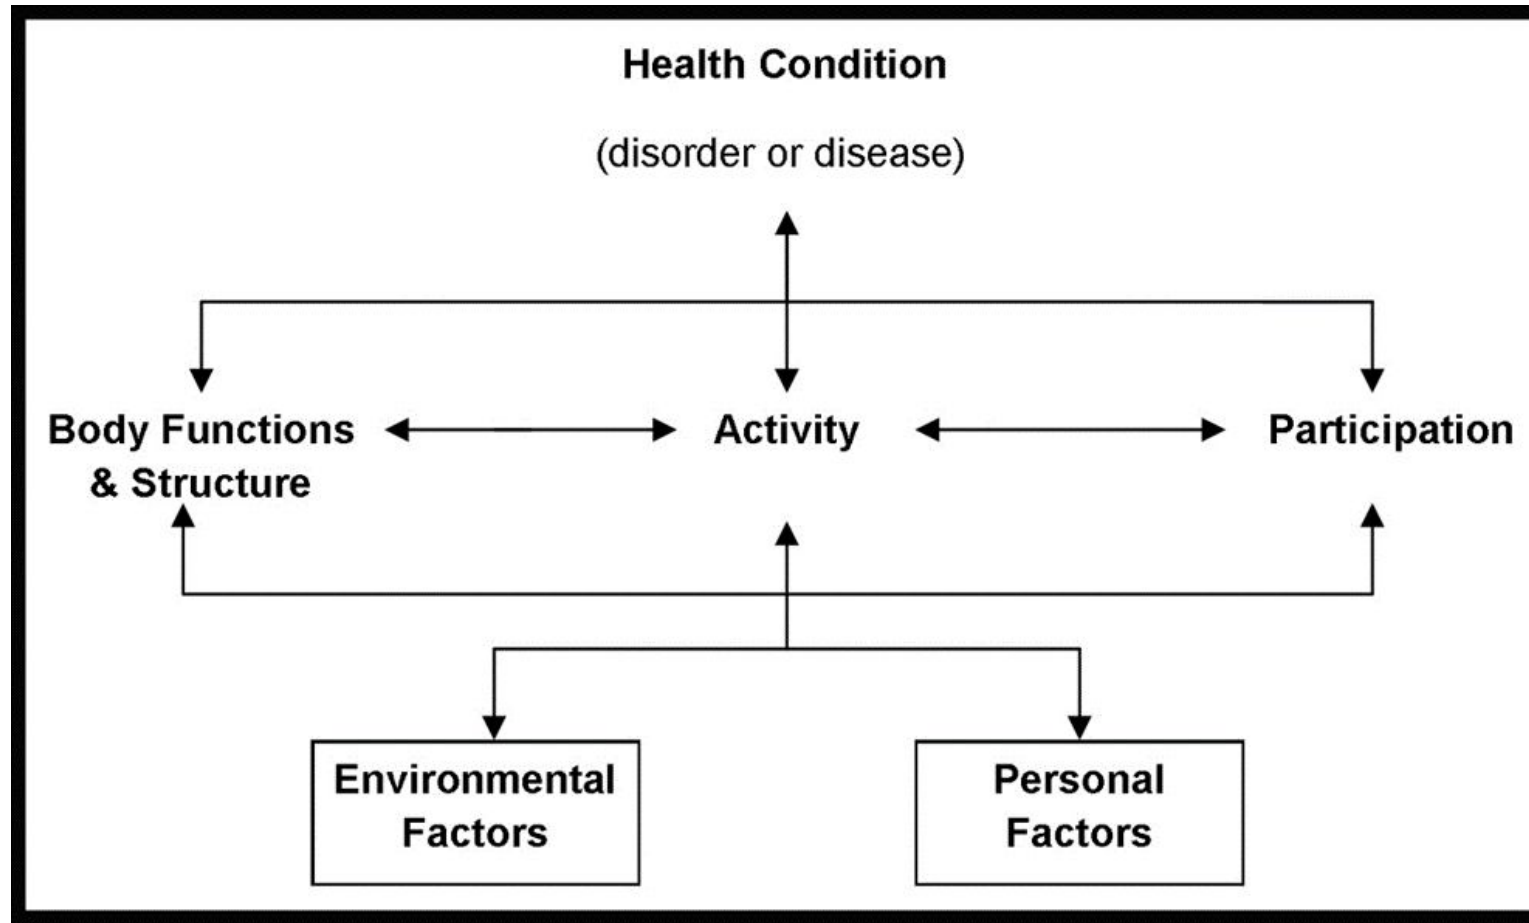 Health Condition
(disorder or disease)
Body Functions
& Structure
Activity
Participation
Environmental
Factors
Personal
Factors